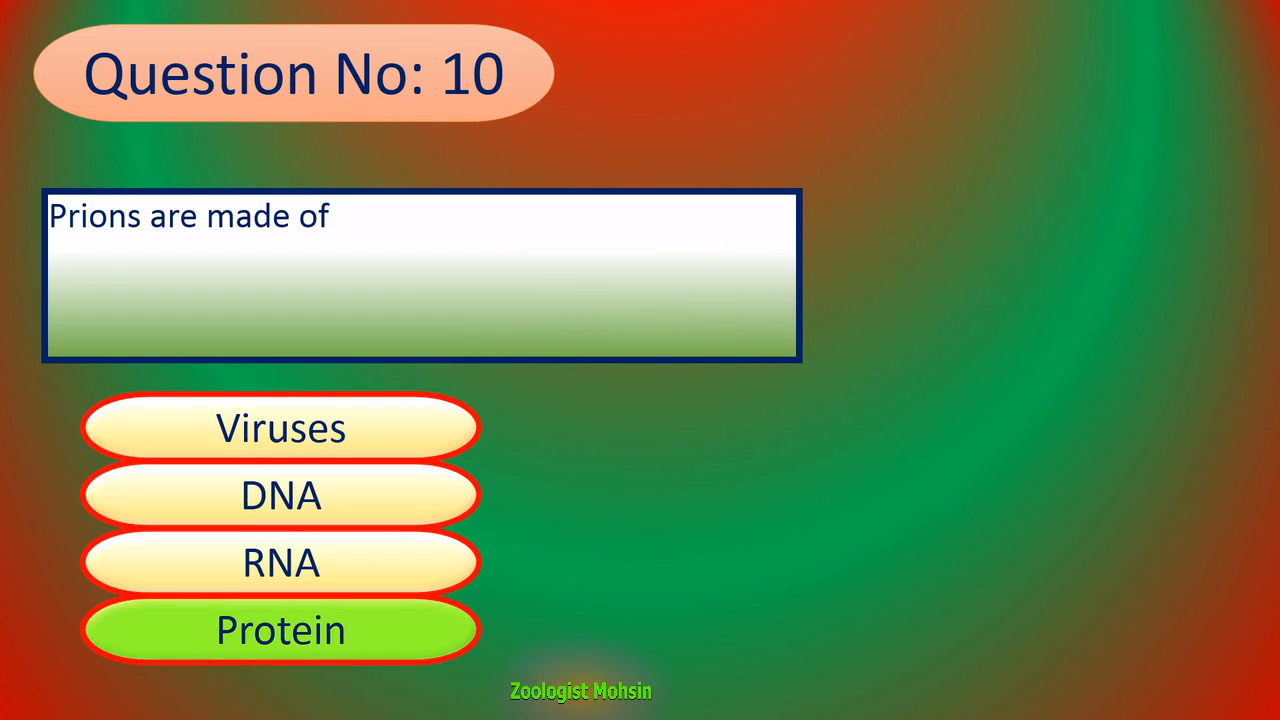 Question No: 10
Prions are made of
Viruses
DNA
RNA
Protein
Zoologist Mohsin